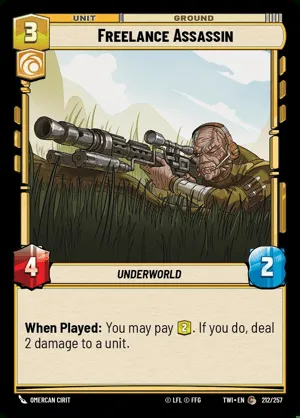 UNIT
GROUND
3
FREELANCE ASSASSIN
4
2
UNDERWORLD
When Played: You may pay 2. If you do, deal
2 damage to a unit.
OMERCAN CIRIT
© LFL © FFG
TWI • EN C 212/257